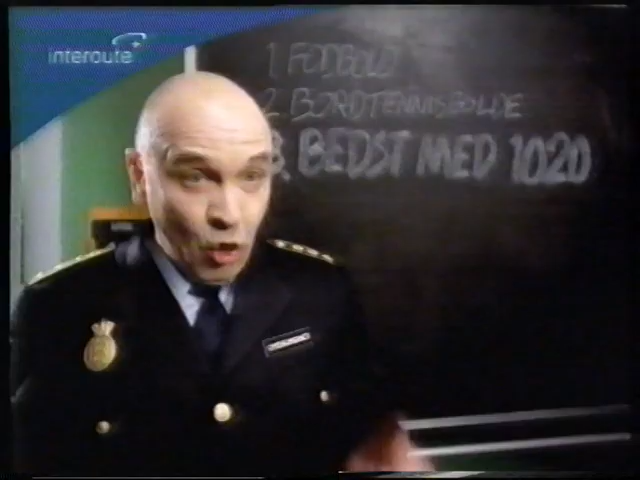 interoute
1 FODBOLD
2 BORDTENNISBOLDE
3. BEDST MED 1020